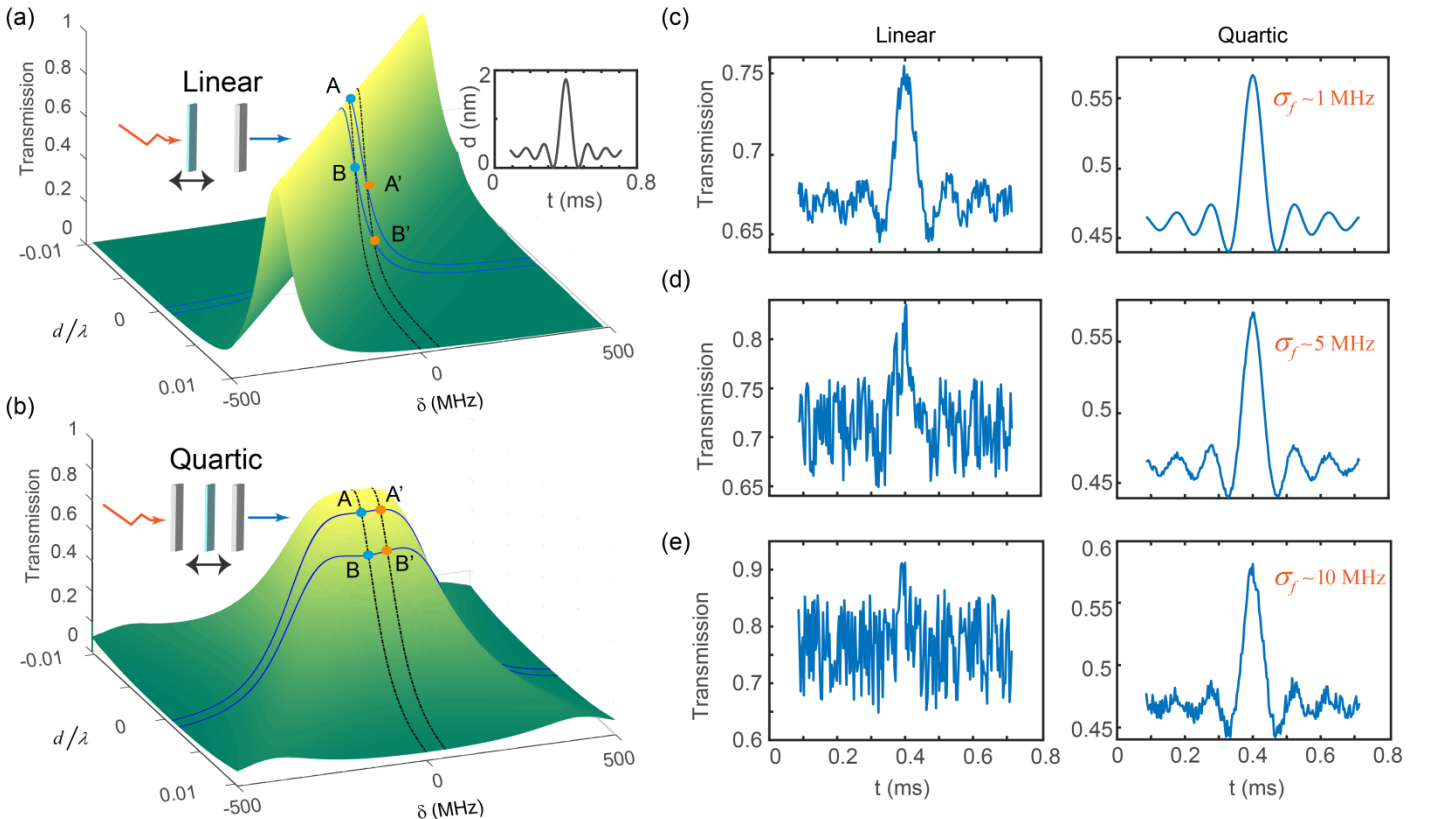 (a)
Transmission
1
0.8
0.6
0.4
0.2
0
-0.01
0
0.01
d/λ
-500
0
500
δ (MHz)
Linear
A
B
A'
B'
2
0
d (nm)
0
0.8
t (ms)
(b)
Transmission
1
0.8
0.6
0.4
0.2
0
-0.01
0
0.01
d/λ
-500
0
500
δ (MHz)
Quartic
A
A'
B
B'
(c)
Linear
Transmission
0.75
0.7
0.65
Quartic
0.55
0.5
0.45
σf ~1 MHz
(d)
Transmission
0.8
0.75
0.7
0.65
0.55
0.5
0.45
σf ~5 MHz
(e)
Transmission
0.9
0.8
0.7
0.6
0 0.2 0.4 0.6 0.8
t (ms)
0.6
0.55
0.5
0.45
σf ~10 MHz
0 0.2 0.4 0.6 0.8
t (ms)